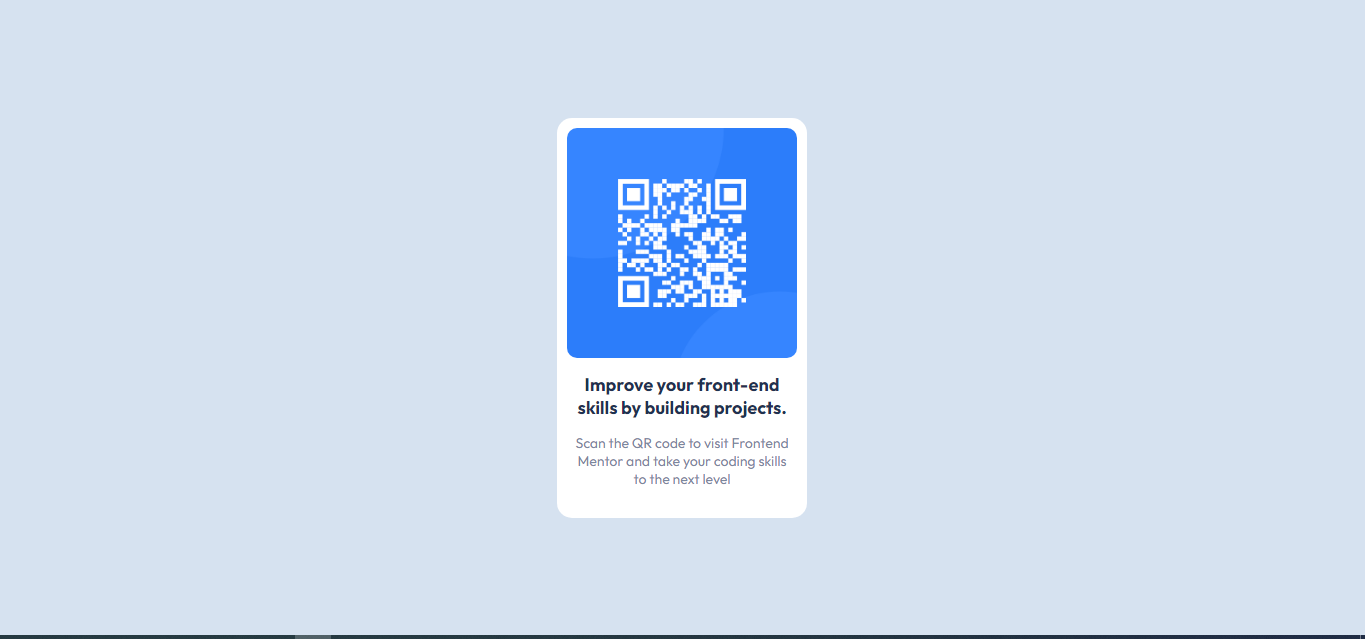 Improve your front-end
skills by building projects.
Scan the QR code to visit Frontend
Mentor and take your coding skills
to the next level